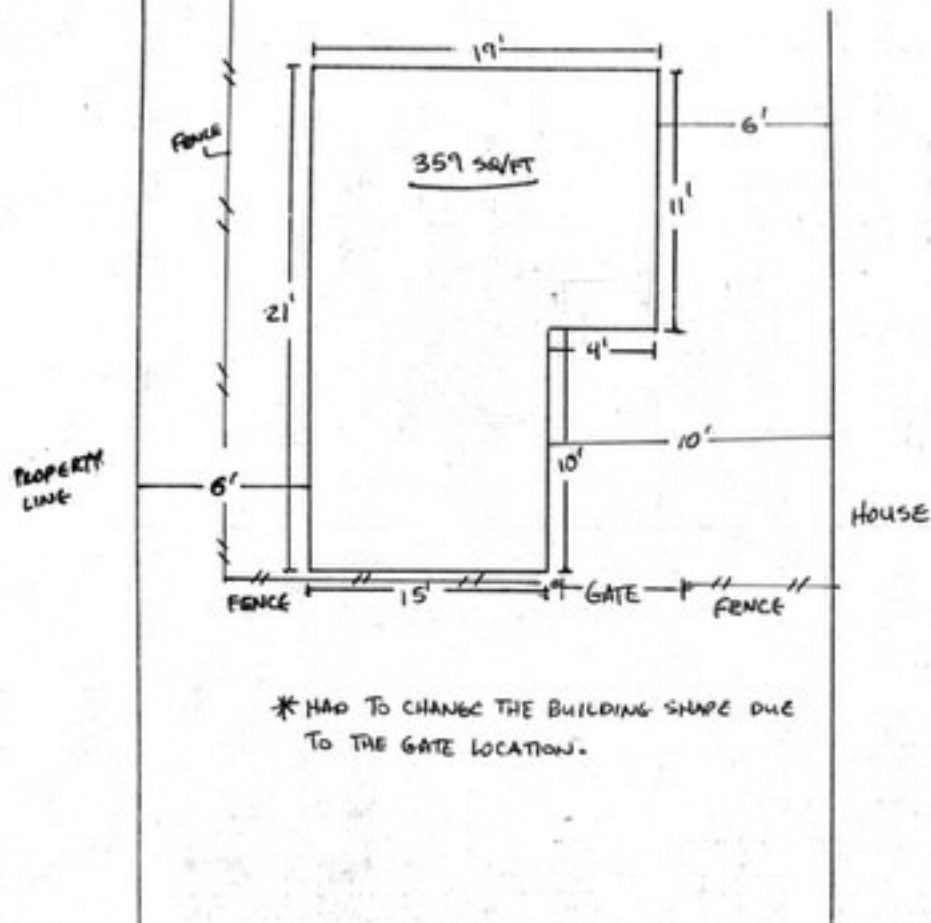 19'
6'
FENCE
359 SQ/FT
11'
21'
4'
10'
10'
PROPERTY
LINE
6'
HOUSE
FENCE
15'
GATE
FENCE
* HAD TO CHANGE THE BUILDING SHAPE DUE
TO THE GATE LOCATION.